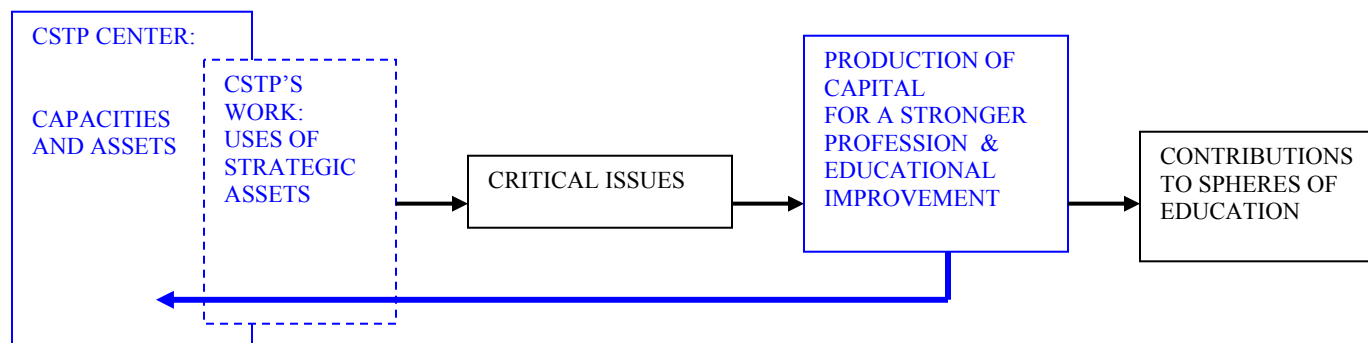 CSTP CENTER:
CAPACITIES
AND ASSETS
CSTP'S
WORK:
USES OF
STRATEGIC
ASSETS
CRITICAL ISSUES
PRODUCTION OF
CAPITAL
FOR A STRONGER
PROFESSION &
EDUCATIONAL
IMPROVEMENT
CONTRIBUTIONS
TO SPHERES OF
EDUCATION